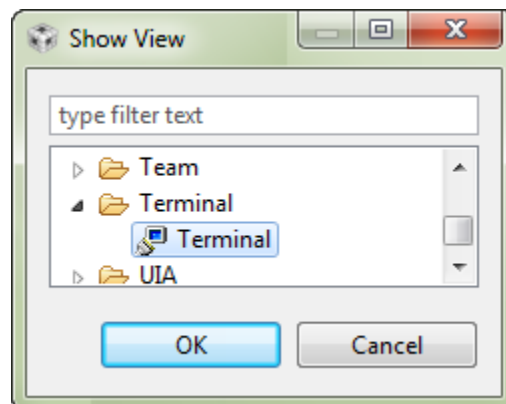 Show View
type filter text
Team
Terminal
Terminal
UIA
OK Cancel